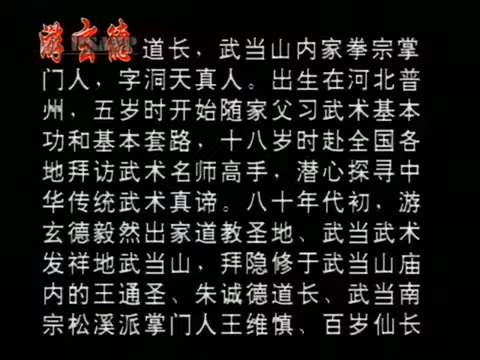 游玄德道长，武当山内家拳宗掌
门人，字洞天真人。出生在河北普
州，五岁时开始随家父习武术基本
功和基本套路，十八岁时赴全国各
地拜访武术名师高手，潜心探寻中
华传统武术真谛。八十年代初，游
玄德毅然出家道教圣地、武当武术
发祥地武当山，拜隐修于武当山庙
内的王通圣、朱诚德道长、武当南
宗松溪派掌门人王维慎、百岁仙长